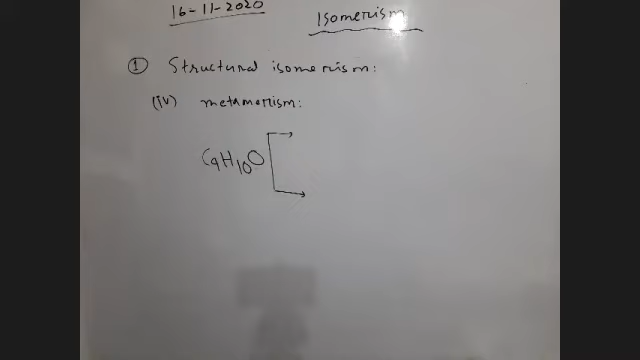 16-11-2020
Isomerism
① Structural isomerism:
(iv) metamerism:
C4H10O